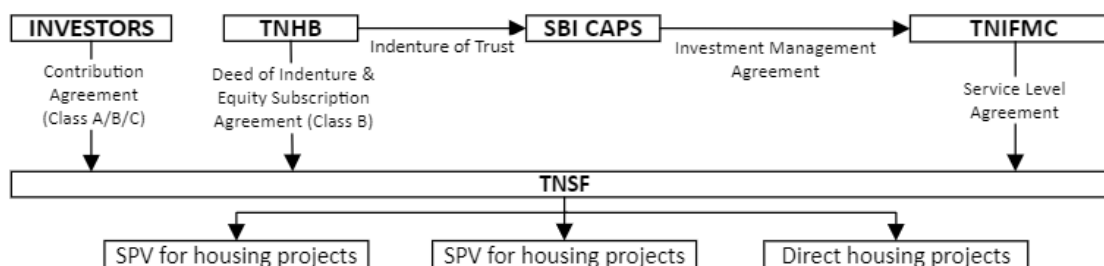 INVESTORS
TNHB
SBI CAPS
TNIFMC
Indenture of Trust
Investment Management
Agreement
Contribution
Agreement
(Class A/B/C)
Deed of Indenture &
Equity Subscription
Agreement (Class B)
Service Level
Agreement
TNSF
SPV for housing projects
SPV for housing projects
Direct housing projects